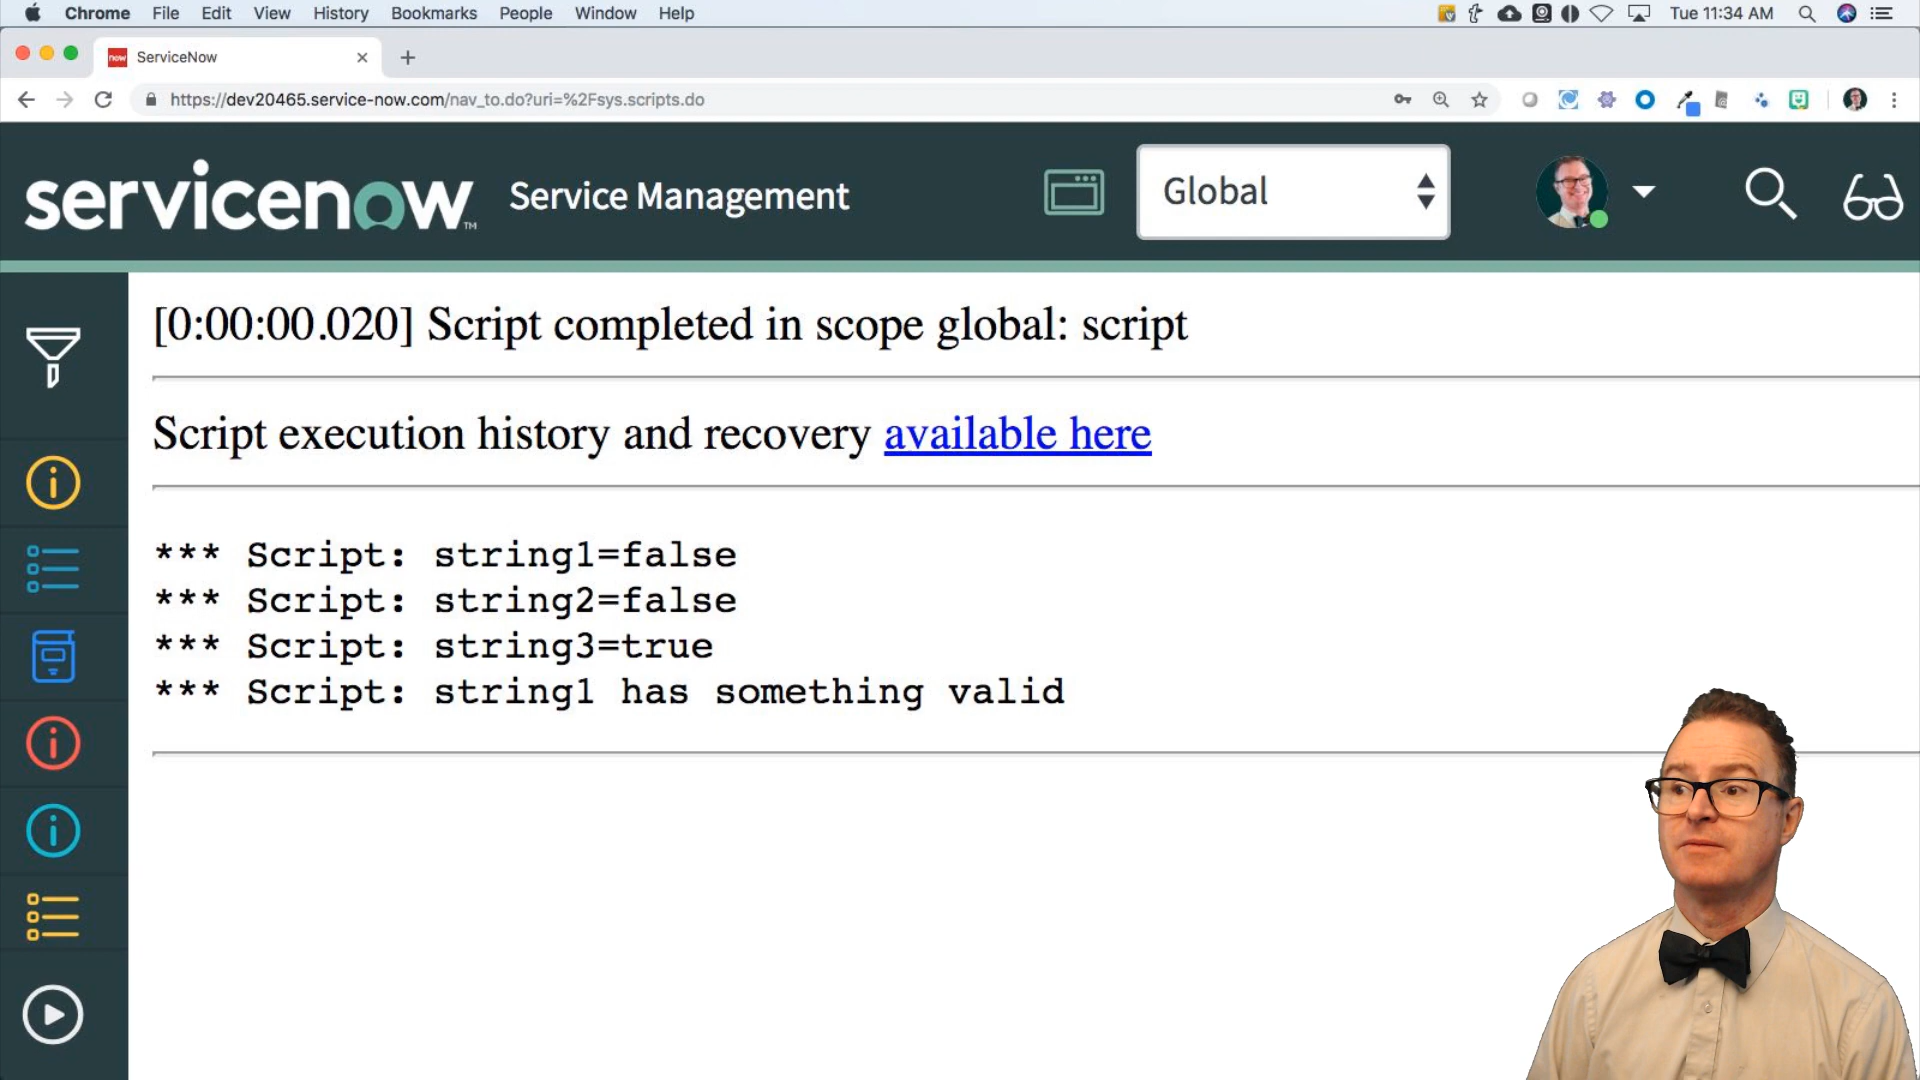 Chrome File Edit View History Bookmarks People Window Help Tue 11:34 AM
now ServiceNow
https://dev20465.service-now.com/nav_to.do?uri=%2Fsys.scripts.do
servicenow™ Service Management Global
[0:00:00.020] Script completed in scope global: script
Script execution history and recovery available here
*** Script: string1=false
*** Script: string2=false
*** Script: string3=true
*** Script: string1 has something valid